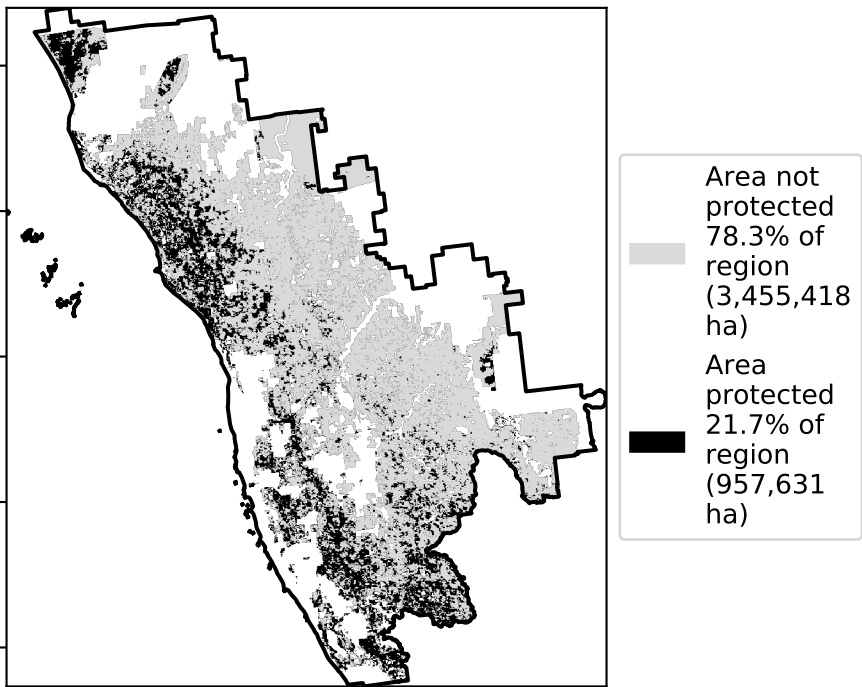 Area not
protected
78.3% of
region
(3,455,418
ha)
Area
protected
21.7% of
region
(957,631
ha)